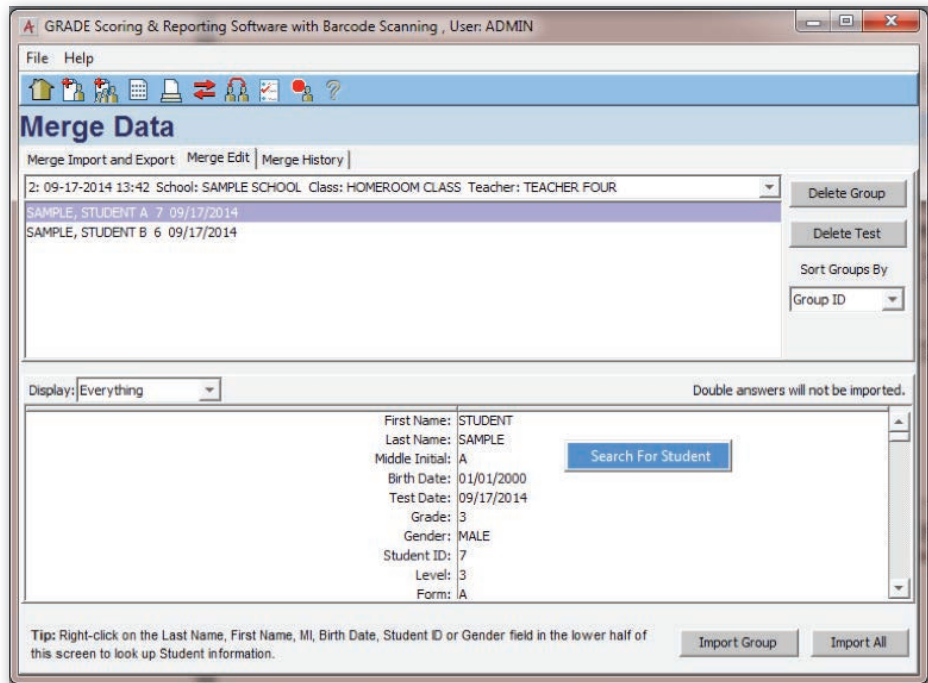 GRADE Scoring & Reporting Software with Barcode Scanning , User: ADMIN
File Help
Merge Data
Merge Import and Export Merge Edit Merge History
2: 09-17-2014 13:42 School: SAMPLE SCHOOL Class: HOMEROOM CLASS Teacher: TEACHER FOUR
Delete Group
SAMPLE, STUDENT A 7 09/17/2014
SAMPLE, STUDENT B 6 09/17/2014
Delete Test
Sort Groups By
Group ID
Display: Everything
Double answers will not be imported.
First Name: STUDENT
Last Name: SAMPLE
Middle Initial: A
Search For Student
Birth Date: 01/01/2000
Test Date: 09/17/2014
Grade: 3
Gender: MALE
Student ID: 7
Level: 3
Form: A
Tip: Right-click on the Last Name, First Name, MI, Birth Date, Student ID or Gender field in the lower half of
this screen to look up Student information.
Import Group
Import All